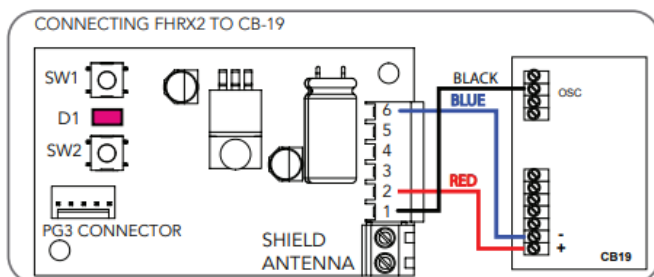 CONNECTING FHRX2 TO CB-19
SW1
D1
SW2
PG3 CONNECTOR
SHIELD
ANTENNA
6
5
4
3
2
1
BLACK
BLUE
RED
OSC
-
+
CB19